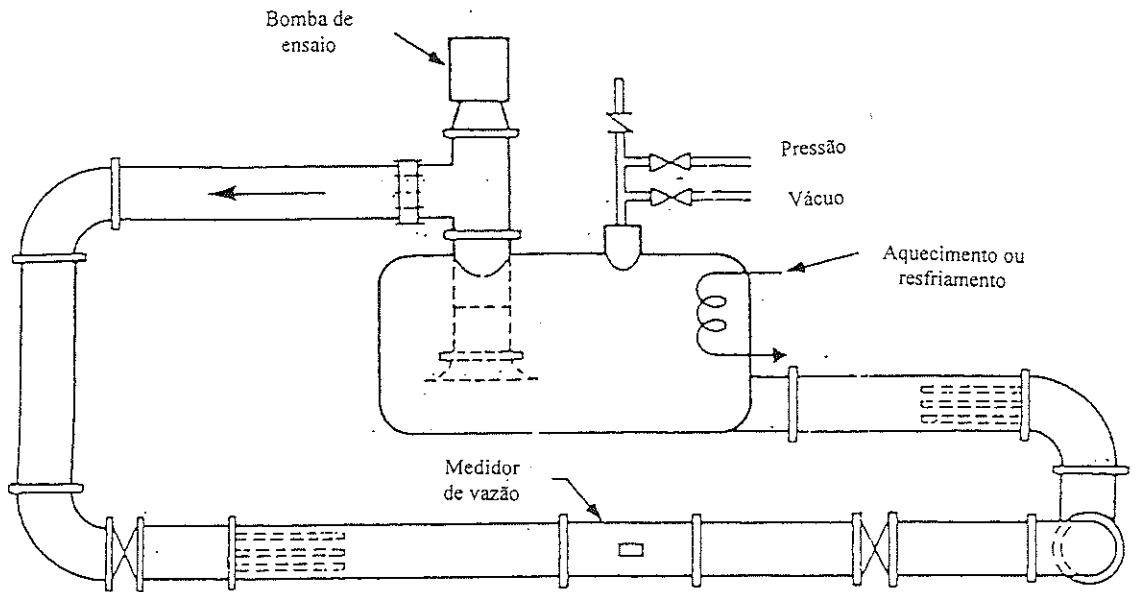 Bomba de
ensaio
Pressão
Vácuo
Aquecimento ou
resfriamento
Medidor
de vazão